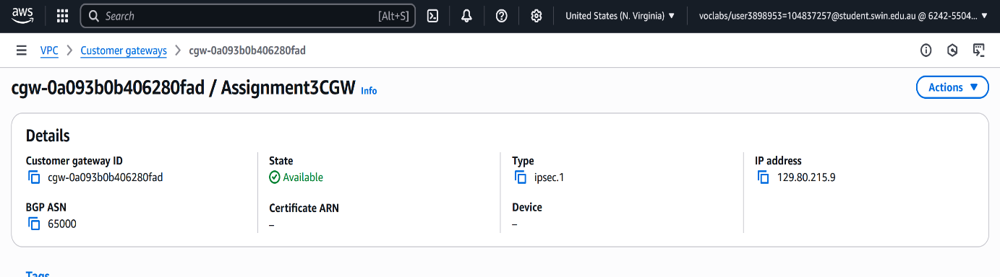 aws Search [Alt+S] United States (N. Virginia) ▼ voclabs/user3898953=104837257@student.swin.edu.au @ 6242-5504... ▼
VPC > Customer gateways > cgw-0a093b0b406280fad
cgw-0a093b0b406280fad / Assignment3CGW Info Actions ▼
Details
Customer gateway ID State Type IP address
cgw-0a093b0b406280fad Available ipsec.1 129.80.215.9
BGP ASN Certificate ARN Device
65000 – –
Tags